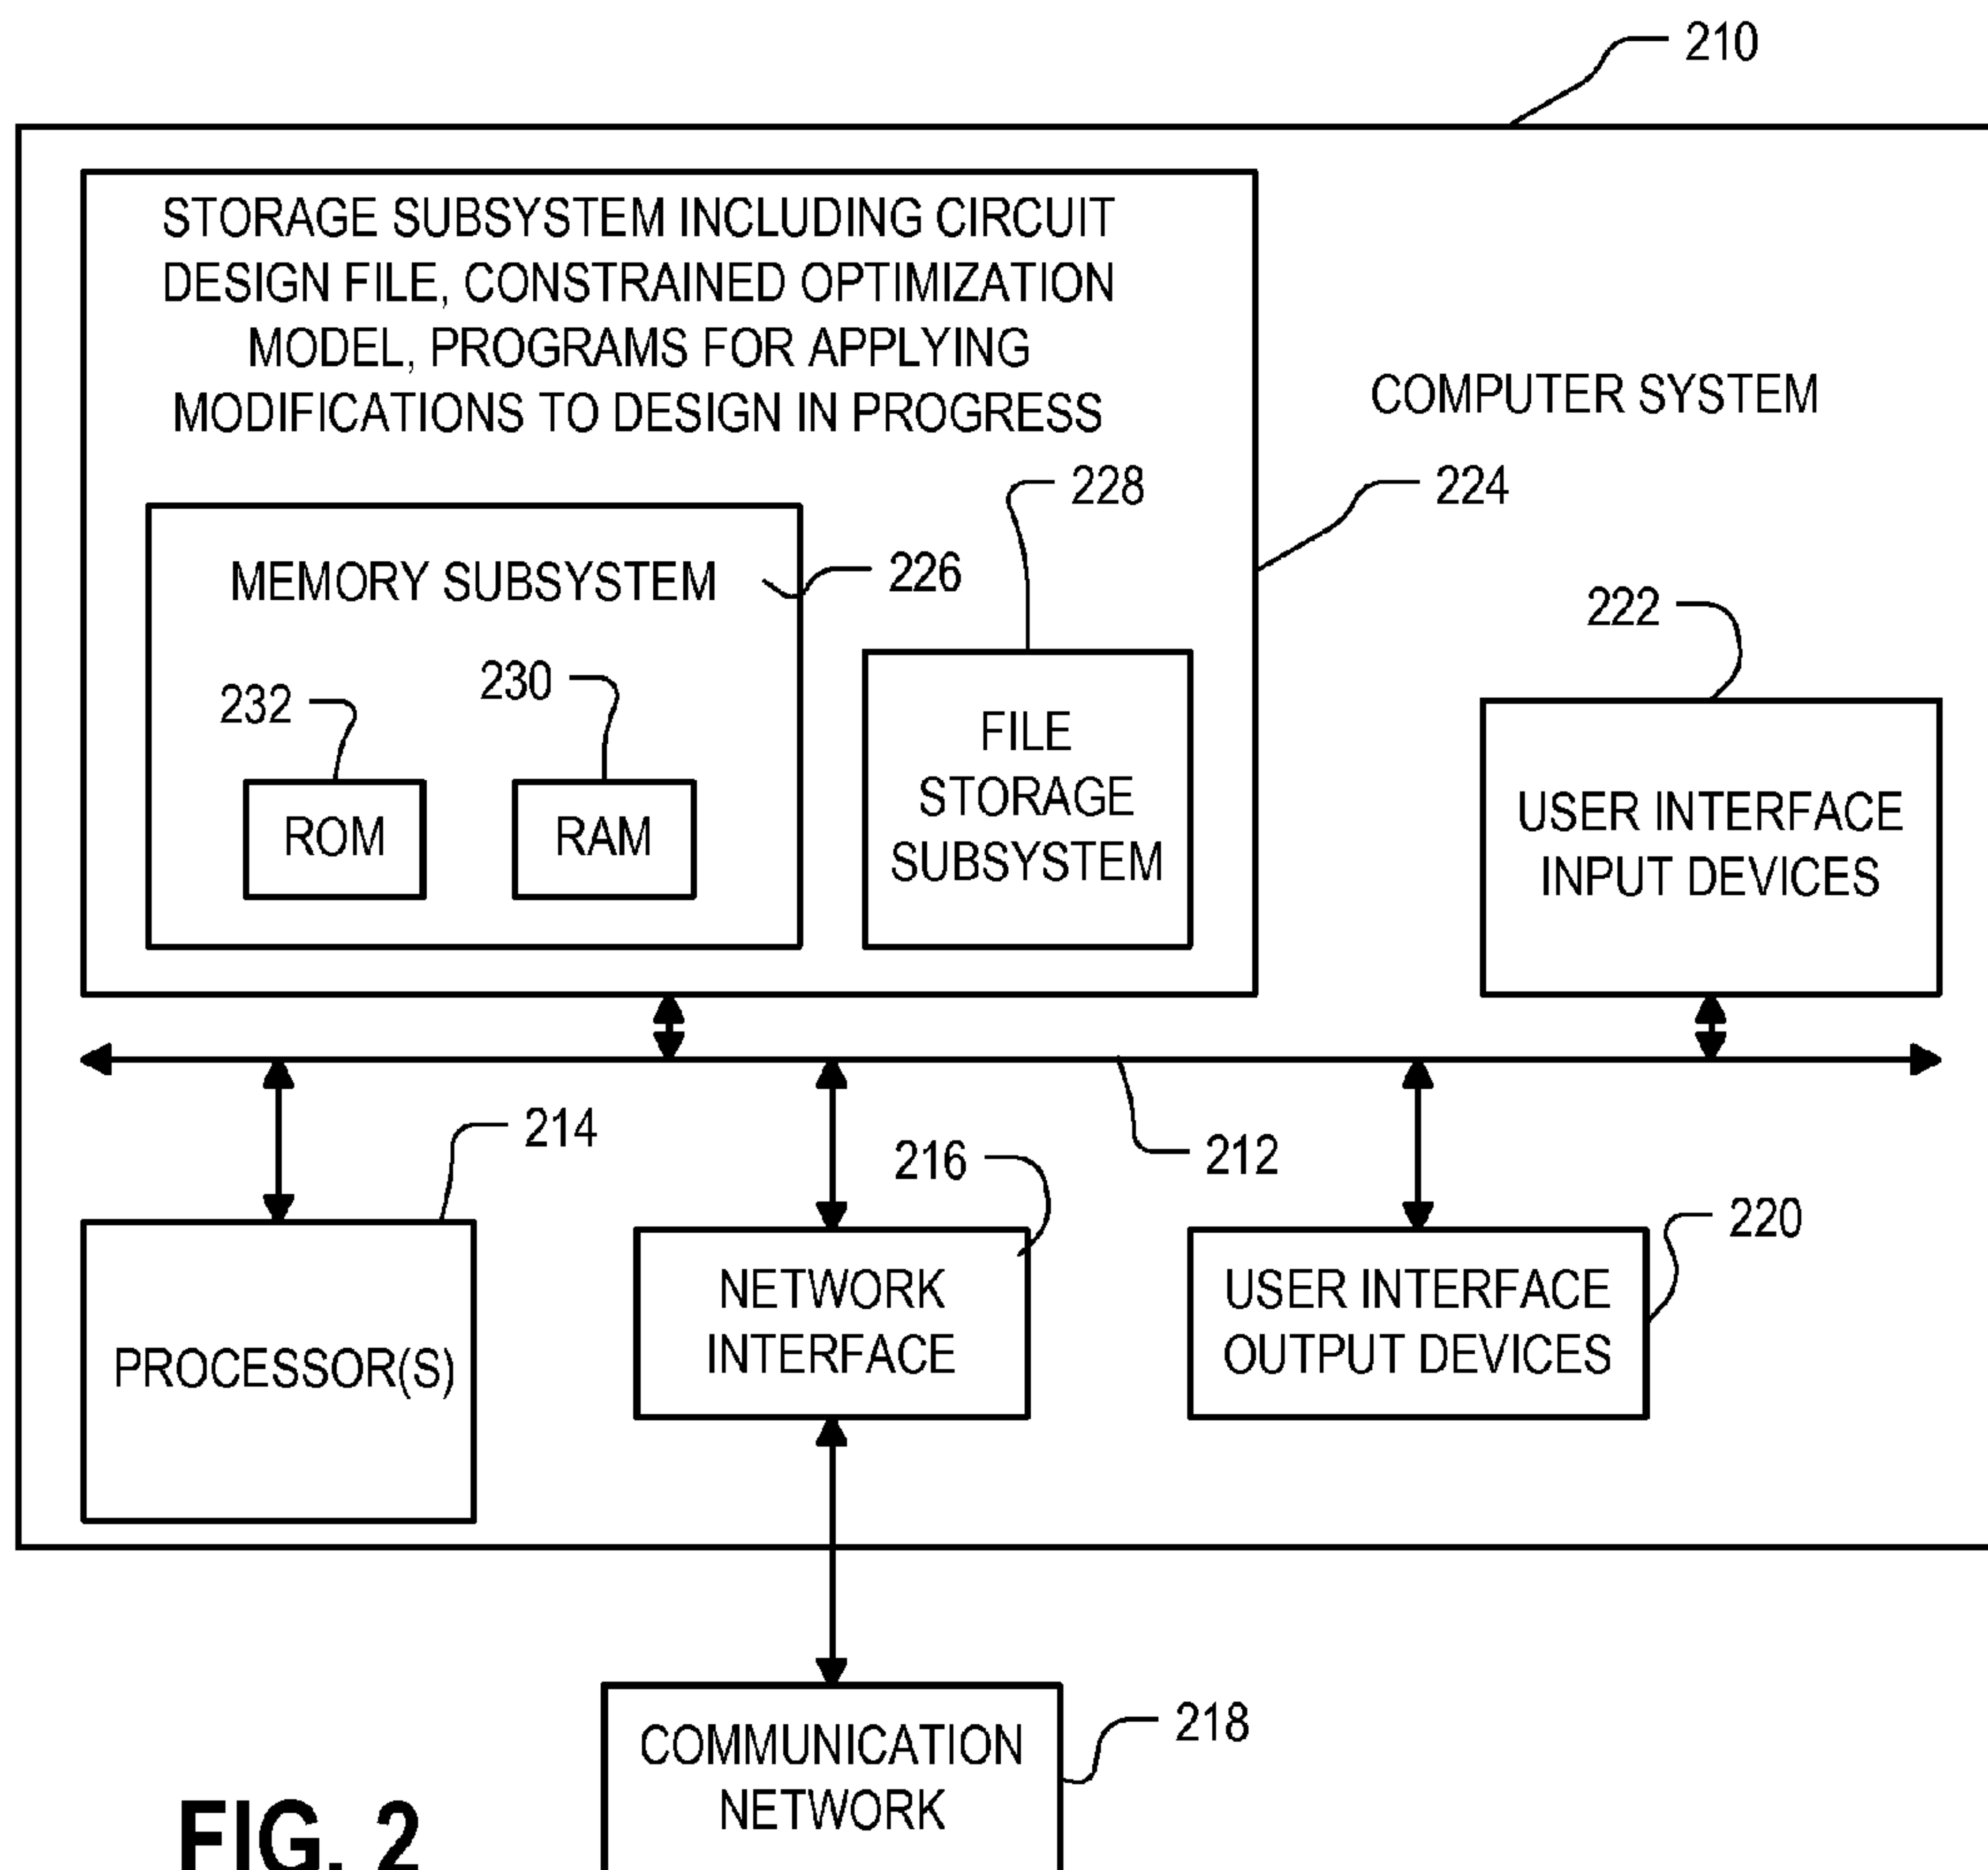 210
STORAGE SUBSYSTEM INCLUDING CIRCUIT
DESIGN FILE, CONSTRAINED OPTIMIZATION
MODEL, PROGRAMS FOR APPLYING
MODIFICATIONS TO DESIGN IN PROGRESS
COMPUTER SYSTEM
228
224
MEMORY SUBSYSTEM
226
222
232
230
ROM
RAM
FILE
STORAGE
SUBSYSTEM
USER INTERFACE
INPUT DEVICES
214
216
212
220
PROCESSOR(S)
NETWORK
INTERFACE
USER INTERFACE
OUTPUT DEVICES
COMMUNICATION
NETWORK
218
FIG. 2